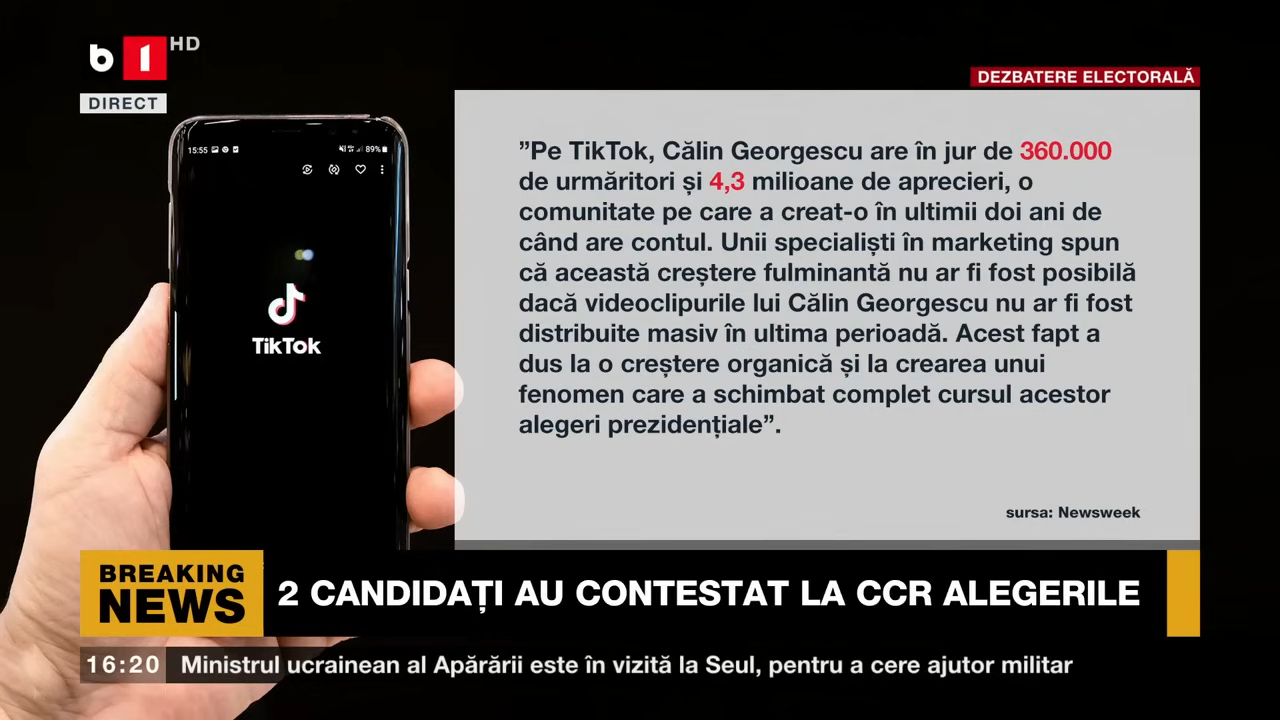 b 1 HD
DIRECT
DEZBATERE ELECTORALĂ
15:55
89%
TikTok
”Pe TikTok, Călin Georgescu are în jur de 360.000
de urmăritori și 4,3 milioane de aprecieri, o
comunitate pe care a creat-o în ultimii doi ani de
când are contul. Unii specialiști în marketing spun
că această creștere fulminantă nu ar fi fost posibilă
dacă videoclipurile lui Călin Georgescu nu ar fi fost
distribuite masiv în ultima perioadă. Acest fapt a
dus la o creștere organică și la crearea unui
fenomen care a schimbat complet cursul acestor
alegeri prezidențiale”.
sursa: Newsweek
BREAKING
NEWS
2 CANDIDAȚI AU CONTESTAT LA CCR ALEGERILE
16:20 Ministrul ucrainean al Apărării este în vizită la Seul, pentru a cere ajutor militar